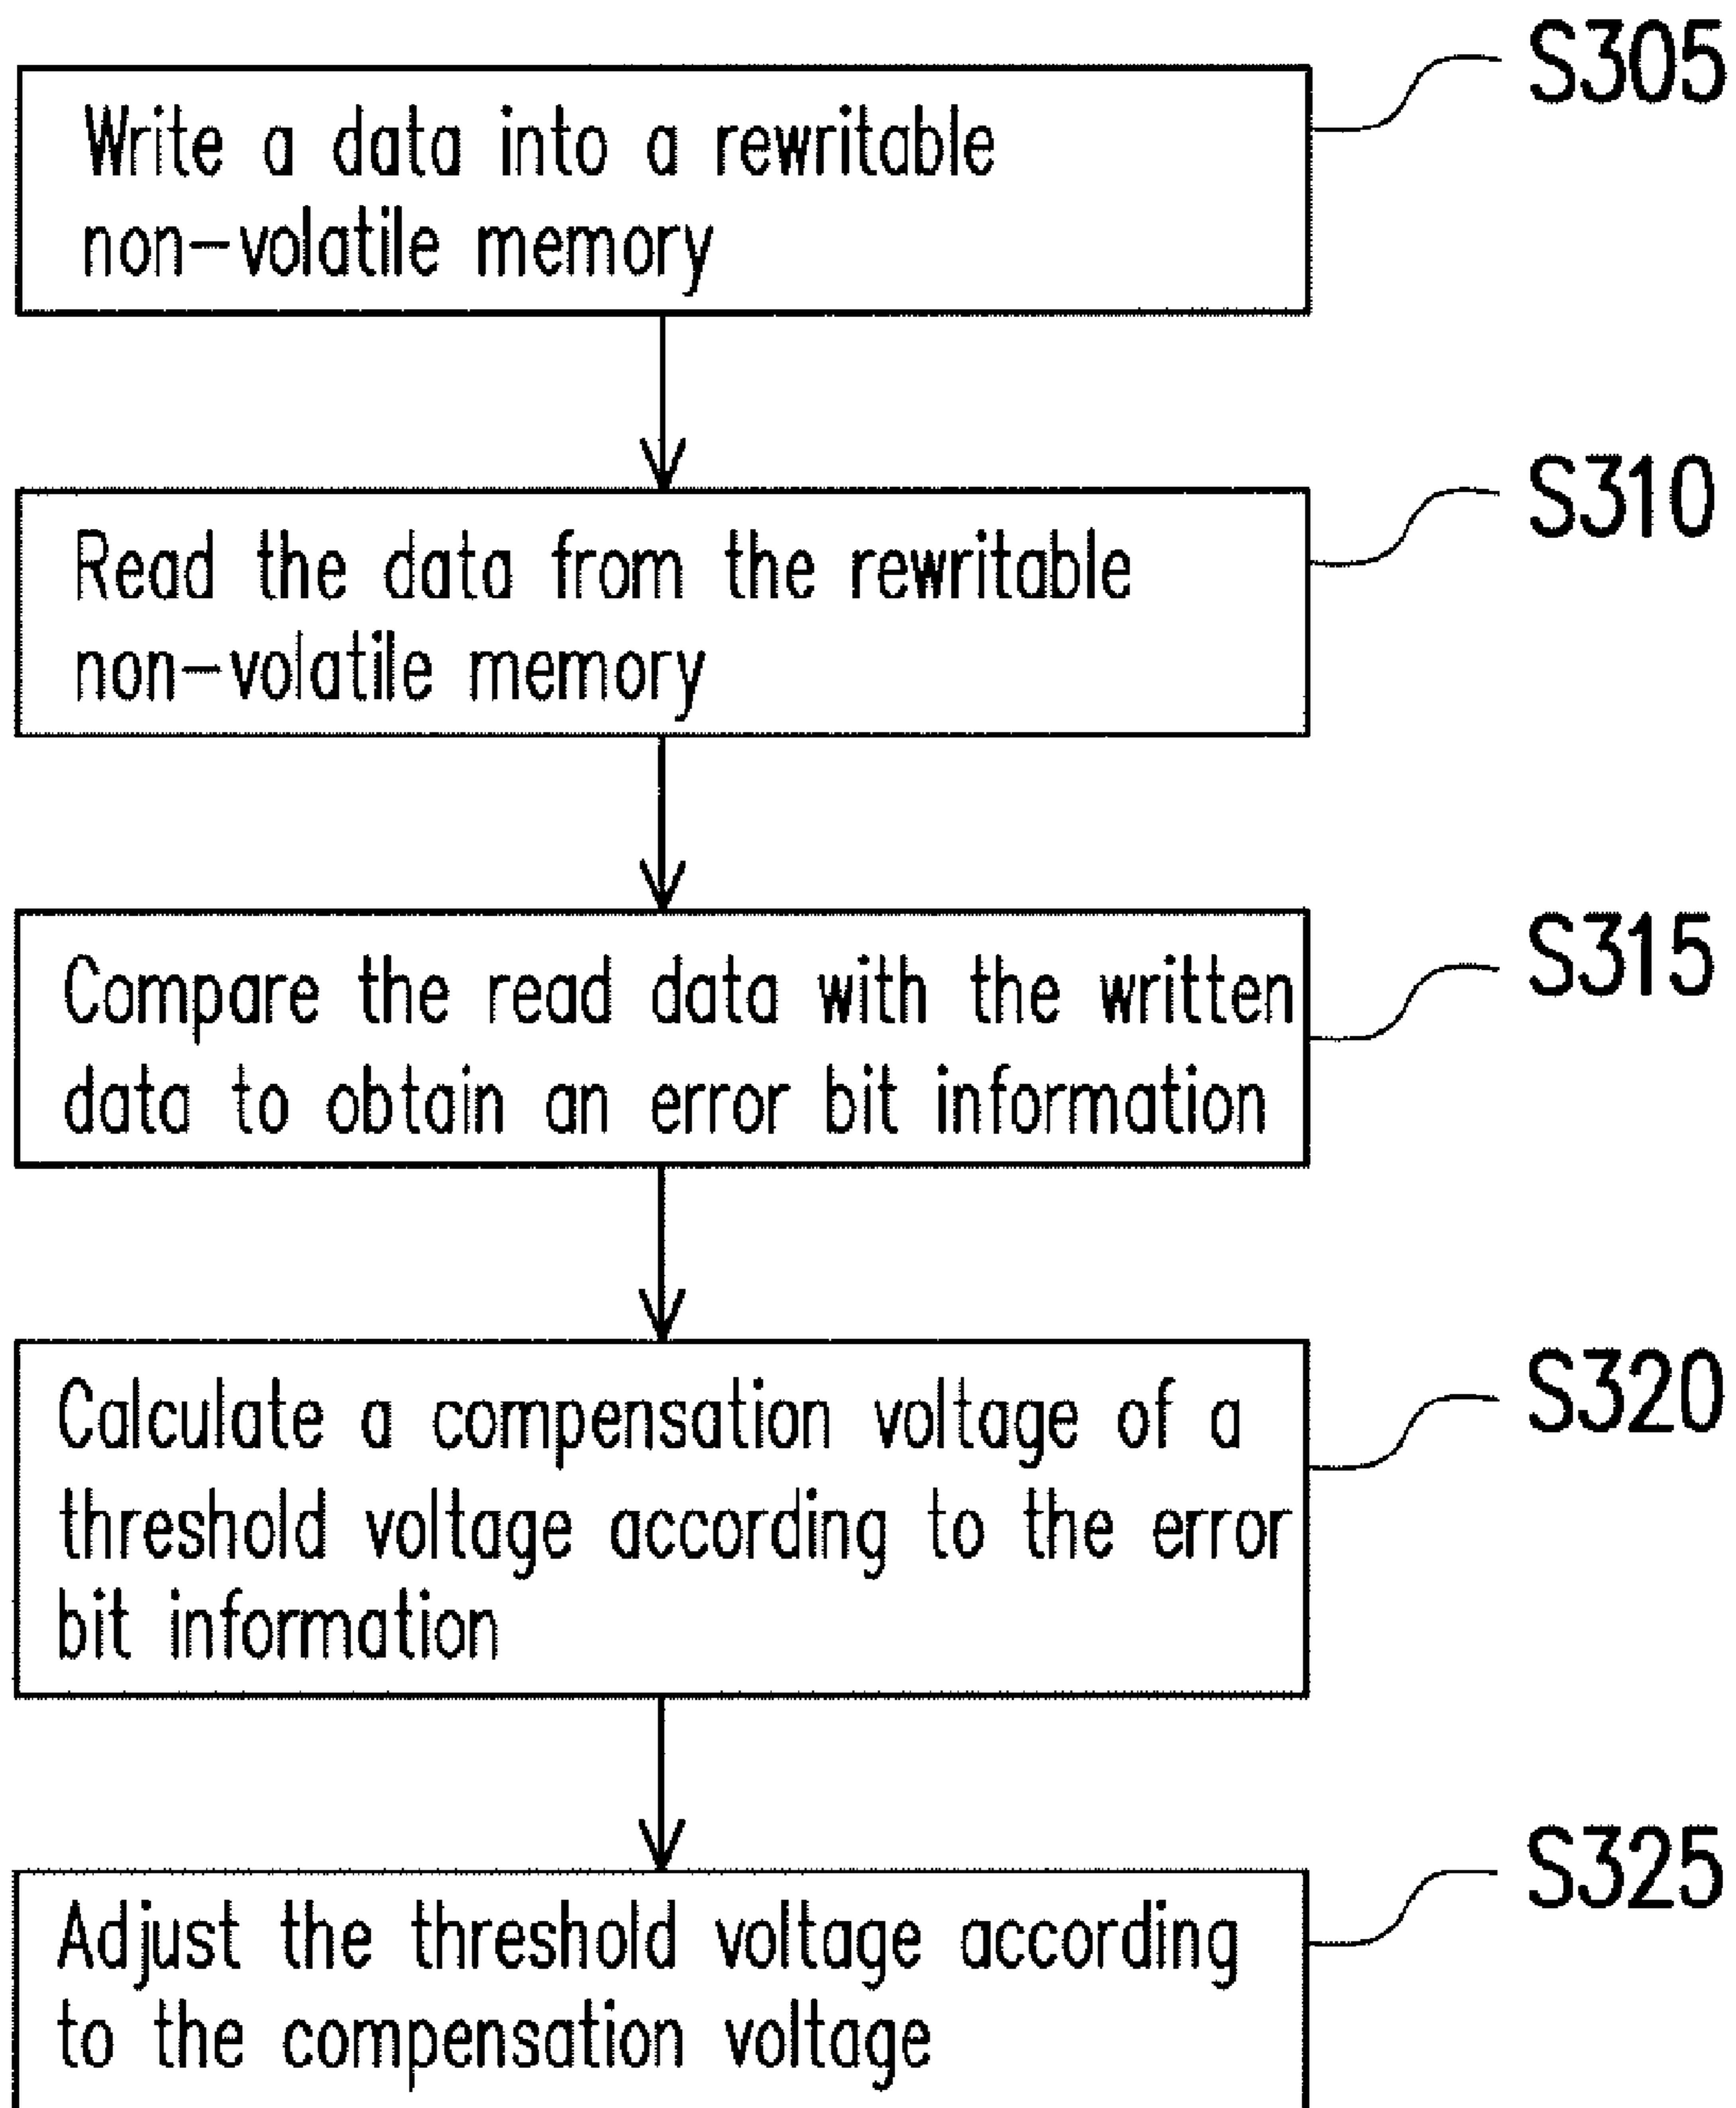 S305
Write a data into a rewritable
non-volatile memory
S310
Read the data from the rewritable
non-volatile memory
S315
Compare the read data with the written
data to obtain an error bit information
S320
Calculate a compensation voltage of a
threshold voltage according to the error
bit information
S325
Adjust the threshold voltage according
to the compensation voltage